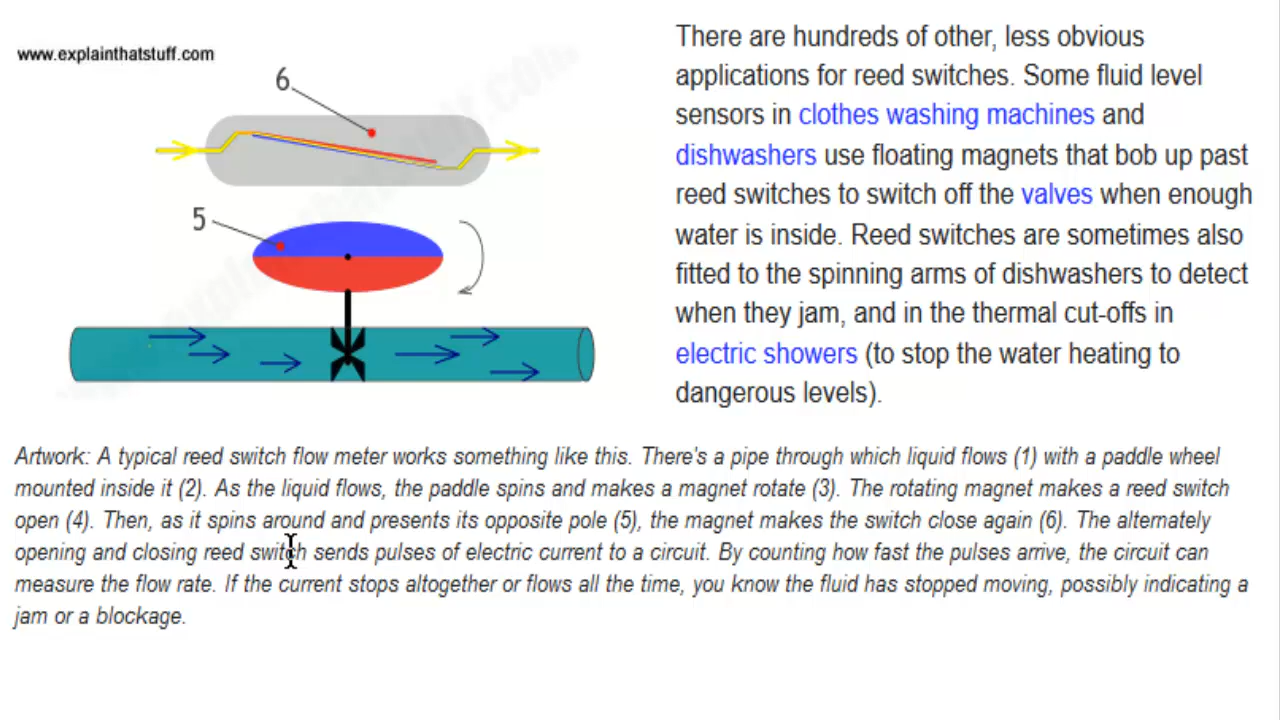 www.explainthatstuff.com
6
5
There are hundreds of other, less obvious
applications for reed switches. Some fluid level
sensors in clothes washing machines and
dishwashers use floating magnets that bob up past
reed switches to switch off the valves when enough
water is inside. Reed switches are sometimes also
fitted to the spinning arms of dishwashers to detect
when they jam, and in the thermal cut-offs in
electric showers (to stop the water heating to
dangerous levels).
Artwork: A typical reed switch flow meter works something like this. There's a pipe through which liquid flows (1) with a paddle wheel
mounted inside it (2). As the liquid flows, the paddle spins and makes a magnet rotate (3). The rotating magnet makes a reed switch
open (4). Then, as it spins around and presents its opposite pole (5), the magnet makes the switch close again (6). The alternately
opening and closing reed switch sends pulses of electric current to a circuit. By counting how fast the pulses arrive, the circuit can
measure the flow rate. If the current stops altogether or flows all the time, you know the fluid has stopped moving, possibly indicating a
jam or a blockage.